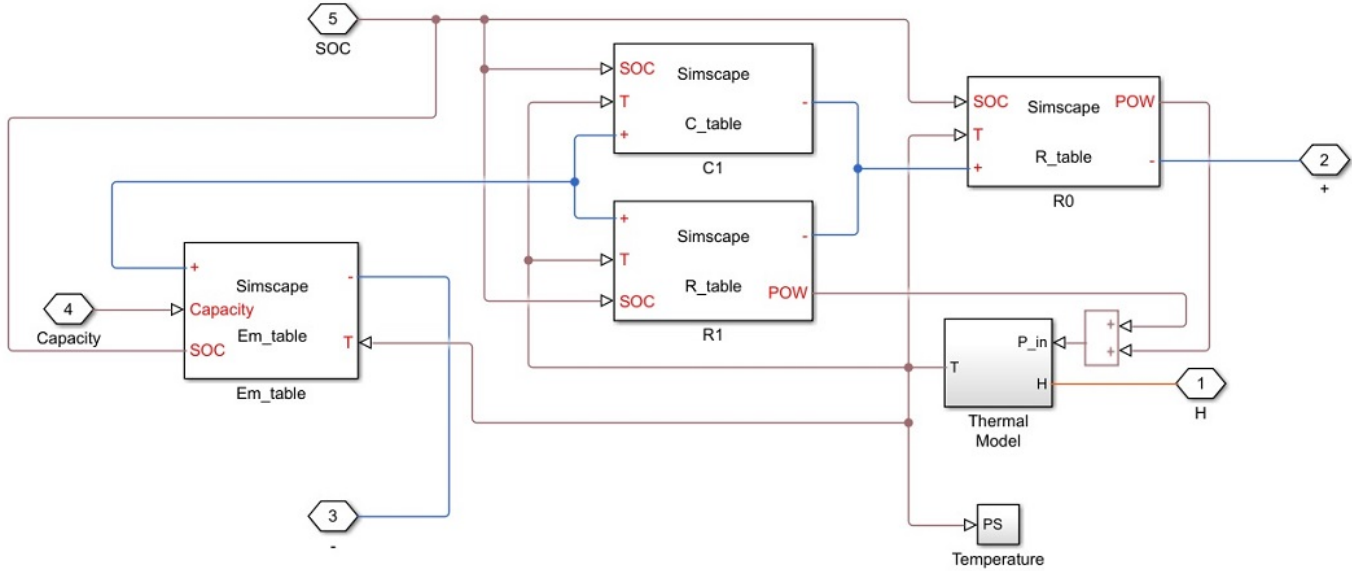 5
SOC
SOC
Simscape
T
C_table
+
-
C1
SOC
Simscape
POW
T
R_table
+
-
R0
2
+
+
Simscape
-
T
R_table
SOC
POW
R1
+
Simscape
-
Capacity
Em_table
SOC
T
Em_table
4
Capacity
+
+
P_in
T
H
Thermal
Model
1
H
3
-
PS
Temperature